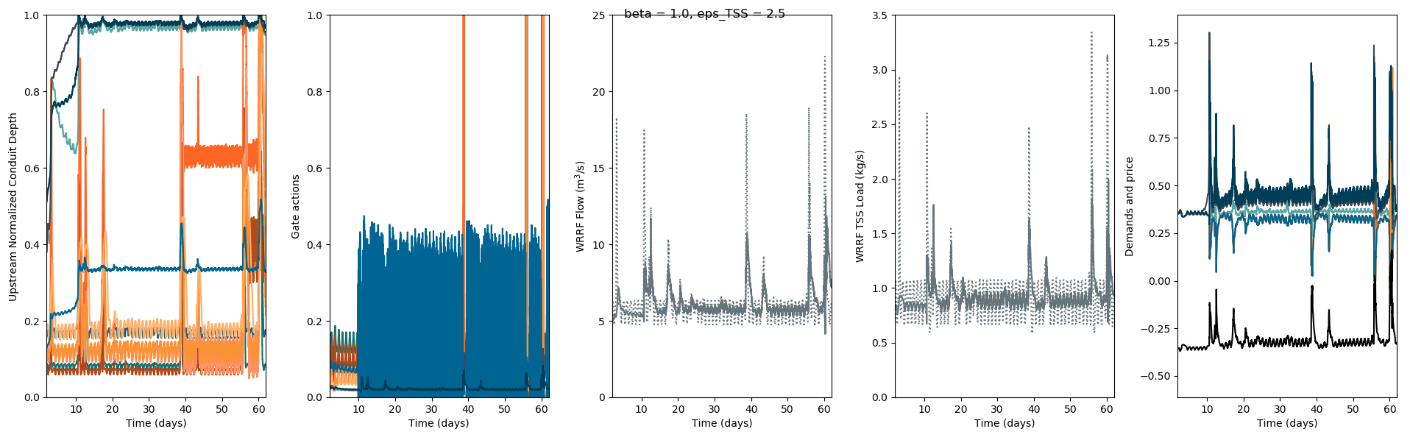 beta = 1.0, eps_TSS = 2.5
Upstream Normalized Conduit Depth
1.0
0.8
0.6
0.4
0.2
0.0
10 20 30 40 50 60
Time (days)
Gate actions
1.0
0.8
0.6
0.4
0.2
0.0
10 20 30 40 50 60
Time (days)
WRRF Flow (m³/s)
25
20
15
10
5
0
10 20 30 40 50 60
Time (days)
WRRF TSS Load (kg/s)
3.5
3.0
2.5
2.0
1.5
1.0
0.5
0.0
10 20 30 40 50 60
Time (days)
Demands and price
1.25
1.00
0.75
0.50
0.25
0.00
−0.25
−0.50
10 20 30 40 50 60
Time (days)